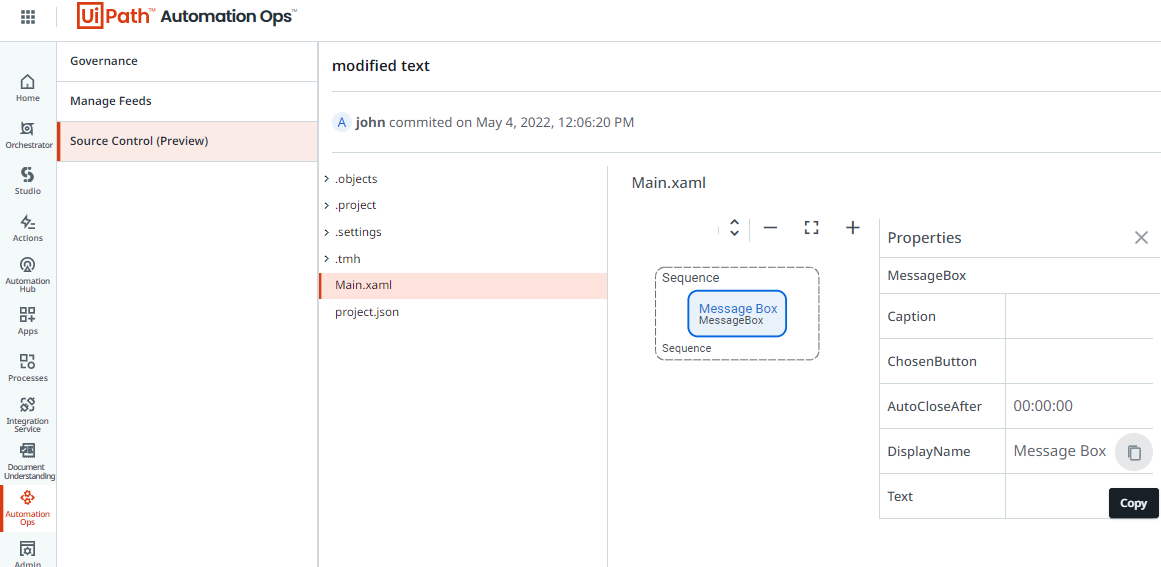 UiPath™ Automation Ops™
Home
Orchestrator
Studio
Actions
Automation
Hub
Apps
Processes
Integration
Service
Document
Understanding
Automation
Ops
Admin
Governance
Manage Feeds
Source Control (Preview)
modified text
A john commited on May 4, 2022, 12:06:20 PM
.objects
.project
.settings
.tmh
Main.xaml
project.json
Main.xaml
Sequence
Message Box
MessageBox
Sequence
Properties
MessageBox
Caption
ChosenButton
AutoCloseAfter 00:00:00
DisplayName Message Box
Text
Copy